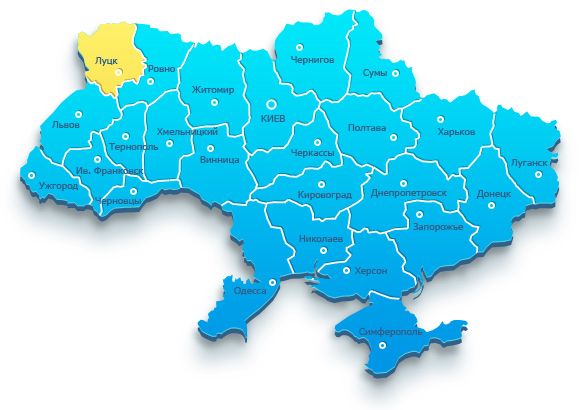 Луцк
Ровно
Чернигов
Сумы
Житомир
КИЕВ
Львов
Хмельницкий
Полтава
Харьков
Тернополь
Винница
Черкассы
Луганск
Ив. Франковск
Ужгород
Черновцы
Кировоград
Днепропетровск
Донецк
Запорожье
Николаев
Херсон
Одесса
Симферополь